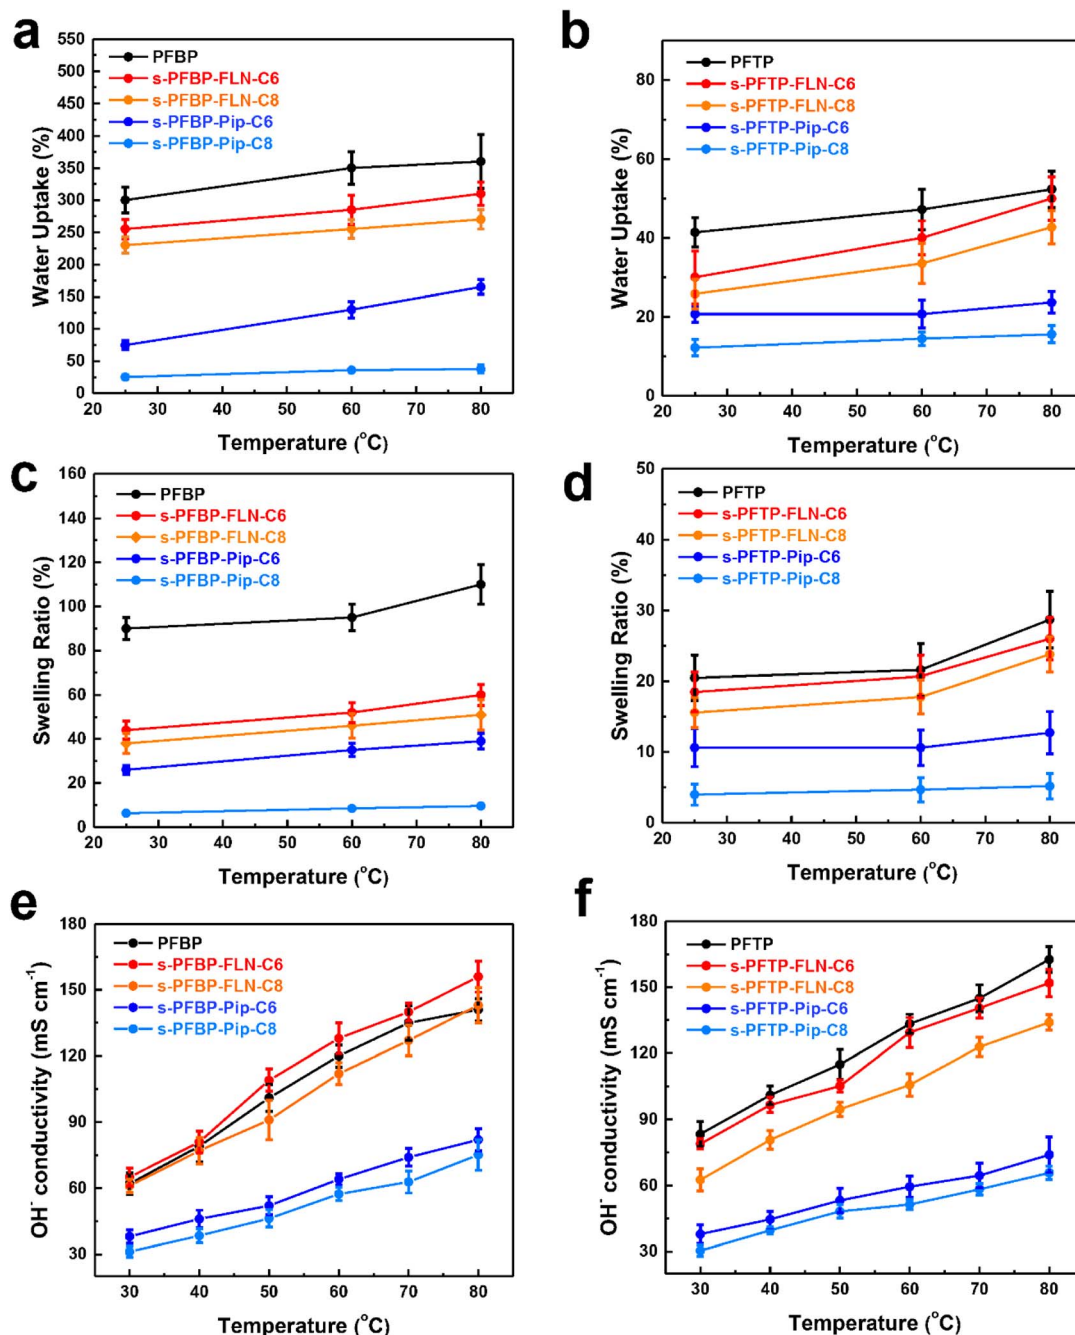 a
Water Uptake (%)
550
500
450
400
350
300
250
200
150
100
50
0
PFBP
s-PFBP-FLN-C6
s-PFBP-FLN-C8
s-PFBP-Pip-C6
s-PFBP-Pip-C8
20 30 40 50 60 70 80
Temperature (°C)
b
Water Uptake (%)
80
60
40
20
0
PFTP
s-PFTP-FLN-C6
s-PFTP-FLN-C8
s-PFTP-Pip-C6
s-PFTP-Pip-C8
20 30 40 50 60 70 80
Temperature (°C)
c
Swelling Ratio (%)
160
140
120
100
80
60
40
20
0
PFBP
s-PFBP-FLN-C6
s-PFBP-FLN-C8
s-PFBP-Pip-C6
s-PFBP-Pip-C8
20 30 40 50 60 70 80
Temperature (°C)
d
Swelling Ratio (%)
50
40
30
20
10
0
PFTP
s-PFTP-FLN-C6
s-PFTP-FLN-C8
s-PFTP-Pip-C6
s-PFTP-Pip-C8
20 30 40 50 60 70 80
Temperature (°C)
e
OH⁻ conductivity (mS cm⁻¹)
180
150
120
90
60
30
PFBP
s-PFBP-FLN-C6
s-PFBP-FLN-C8
s-PFBP-Pip-C6
s-PFBP-Pip-C8
30 40 50 60 70 80
Temperature (°C)
f
OH⁻ conductivity (mS cm⁻¹)
180
150
120
90
60
30
PFTP
s-PFTP-FLN-C6
s-PFTP-FLN-C8
s-PFTP-Pip-C6
s-PFTP-Pip-C8
30 40 50 60 70 80
Temperature (°C)